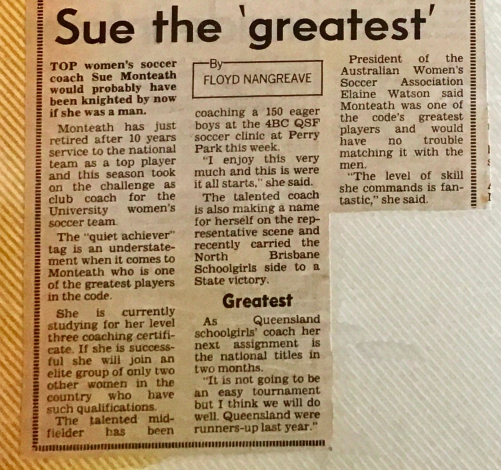 Sue the 'greatest'
TOP women's soccer
coach Sue Monteath
would probably have
been knighted by now
if she was a man.
Monteath has just
retired after 10 years
service to the national
team as a top player
and this season took
on the challenge as
club coach for the
University women's
soccer team.
The "quiet achiever"
tag is an understate-
ment when it comes to
Monteath who is one
of the greatest players
in the code.
She is currently
studying for her level
three coaching certifi-
cate. If she is success-
ful she will join an
elite group of only two
other women in the
country who have
such qualifications.
The talented mid-
fielder has been
By
FLOYD NANGREAVE
coaching a 150 eager
boys at the 4BC QSF
soccer clinic at Perry
Park this week.
"I enjoy this very
much and this is were
it all starts," she said.
The talented coach
is also making a name
for herself on the rep-
resentative scene and
recently carried the
North Brisbane
Schoolgirls side to a
State victory.
Greatest
As Queensland
schoolgirls' coach her
next assignment is
the national titles in
two months.
"It is not going to be
an easy tournament
but I think we will do
well. Queensland were
runners-up last year."
President of the
Australian Women's
Soccer Association
Elaine Watson said
Monteath was one of
the code's greatest
players and would
have no trouble
matching it with the
men.
"The level of skill
she commands is fan-
tastic," she said.